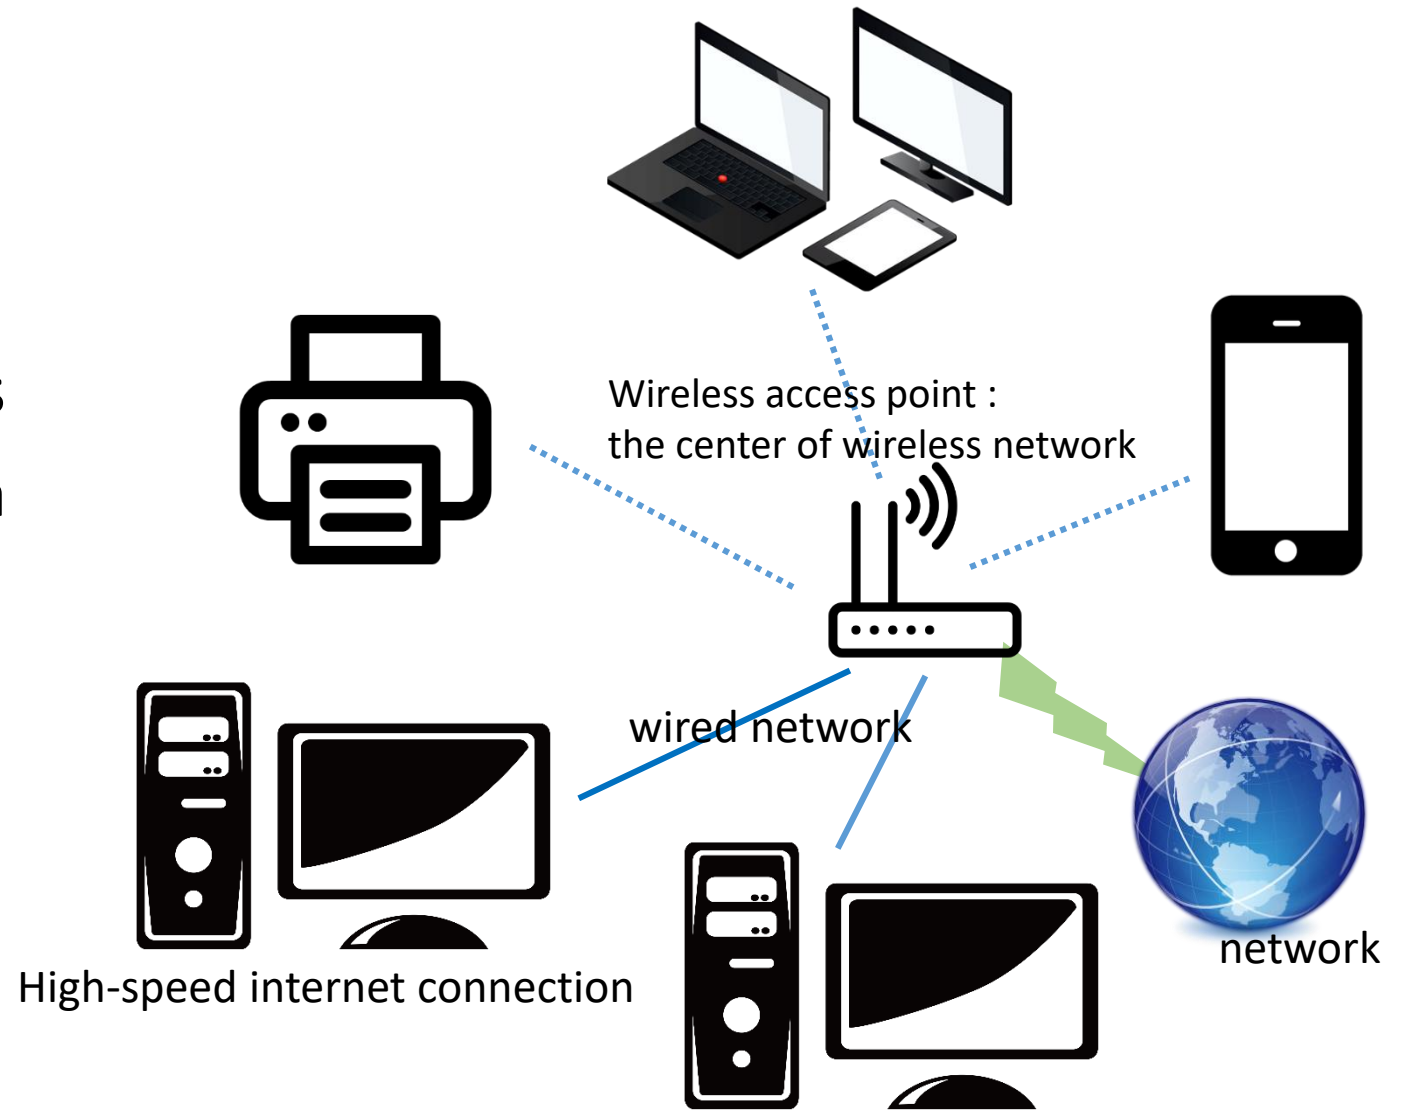 Wireless access point :
the center of wireless network
wired network
network
High-speed internet connection